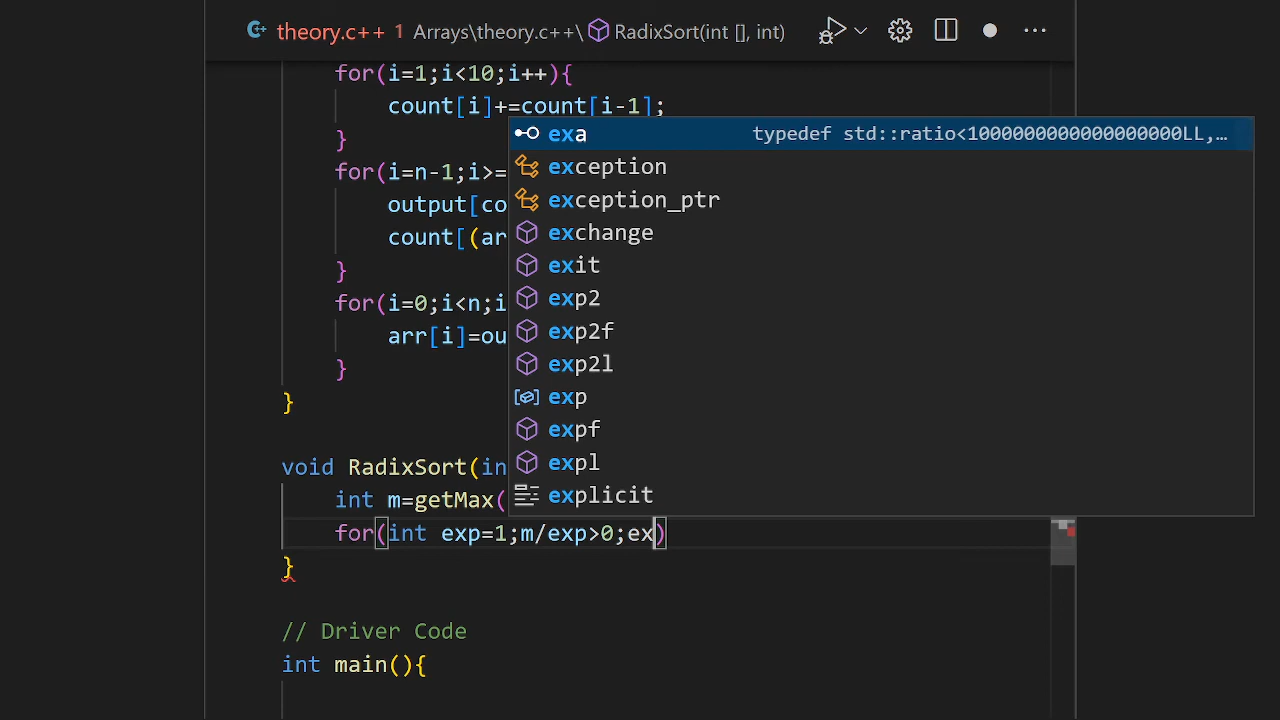 theory.c++ 1 Arrays\theory.c++\ RadixSort(int [], int) ...
for(i=1;i<10;i++){
count[i]+=count[i-1];
}
exa typedef std::ratio<1000000000000000000LL,...
exception
for(i=n-1;i>=
exception_ptr
output[co
exchange
count[(ar
exit
}
exp2
for(i=0;i<n;i
exp2f
arr[i]=ou
exp2l
}
exp
}
expf
expl
void RadixSort(in
explicit
int m=getMax(
for(int exp=1;m/exp>0;ex)
}
// Driver Code
int main(){